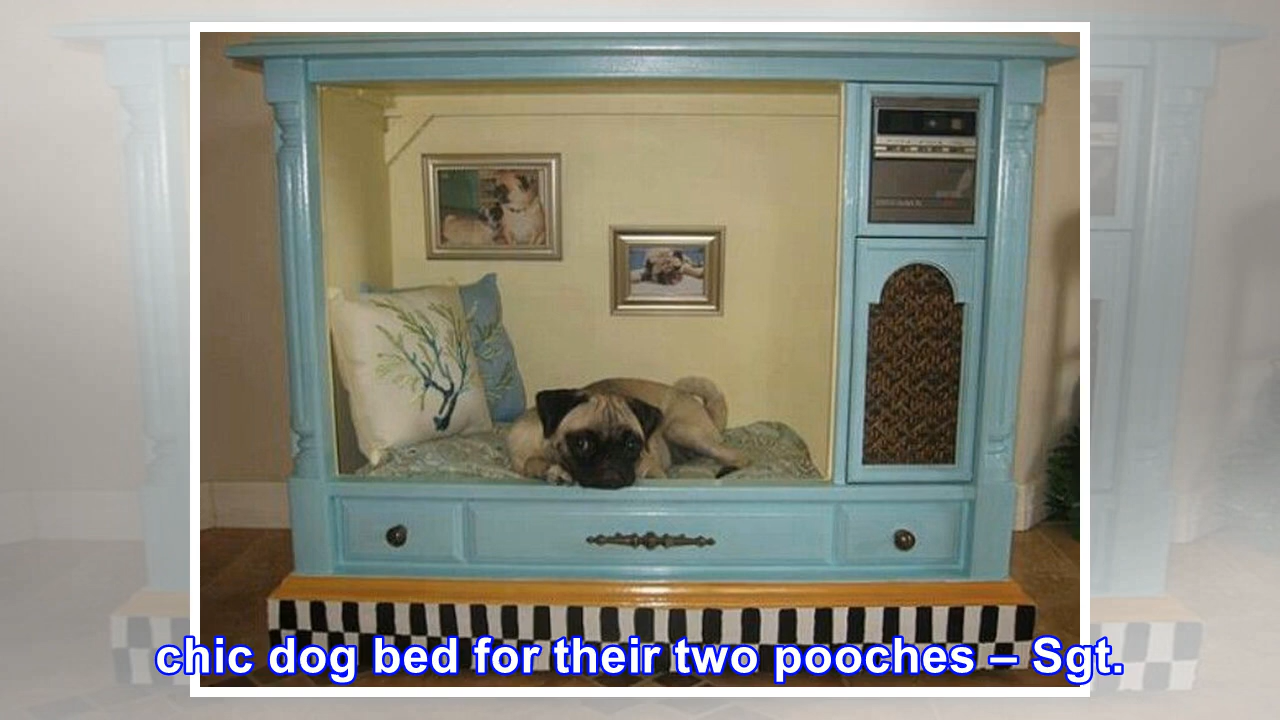 chic dog bed for their two pooches – Sgt.